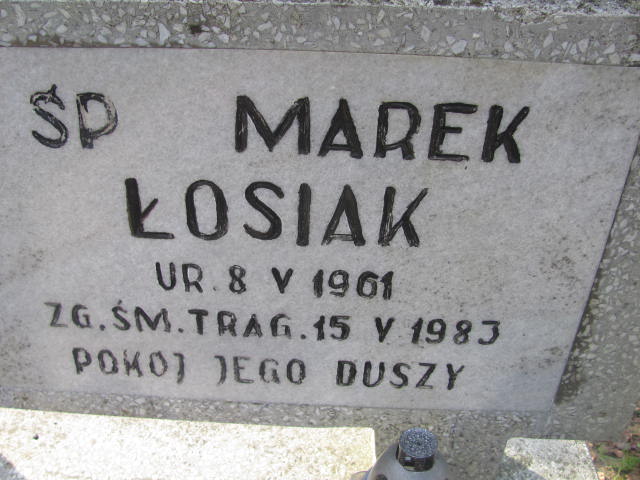 ŚP MAREK
ŁOSIAK
UR. 8 V 1961
ZG. ŚM. TRAG. 15 V 1983
POKOJ JEGO DUSZY